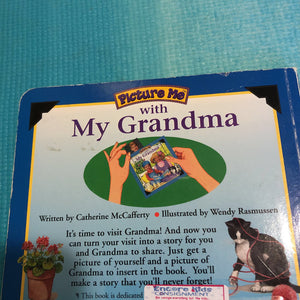 Picture Me
with
My Grandma
Written by Catherine McCafferty • Illustrated by Wendy Rasmussen
It's time to visit Grandma! And now you
can turn your visit into a story for you
and Grandma to share. Just get a
picture of yourself and a picture of
Grandma to insert in the book. You'll
make a story that you'll never forget!
This book is dedicated
Encore Kids
CONSIGNMENT